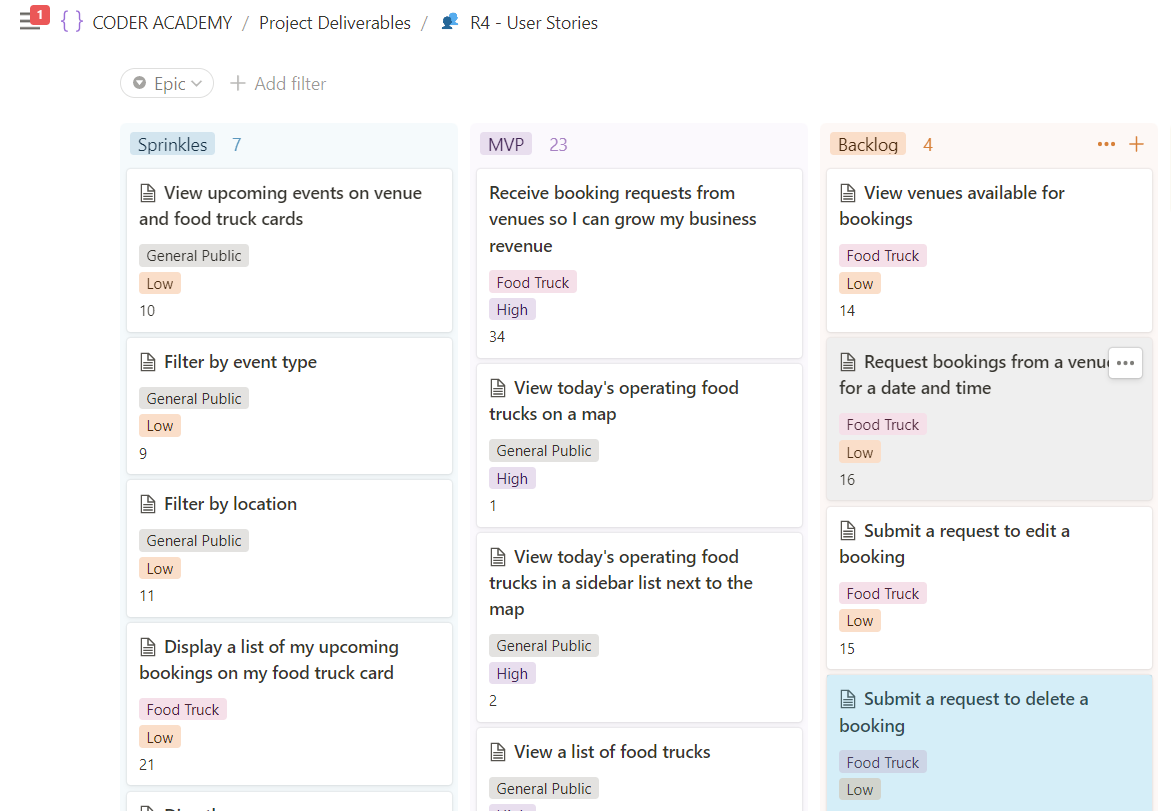 1
{ } CODER ACADEMY / Project Deliverables / R4 - User Stories
Epic
+ Add filter
Sprinkles 7
View upcoming events on venue
and food truck cards
General Public
Low
10
Filter by event type
General Public
Low
9
Filter by location
General Public
Low
11
Display a list of my upcoming
bookings on my food truck card
Food Truck
Low
21
MVP 23
Receive booking requests from
venues so I can grow my business
revenue
Food Truck
High
34
View today's operating food
trucks on a map
General Public
High
1
View today's operating food
trucks in a sidebar list next to the
map
General Public
High
2
View a list of food trucks
General Public
Backlog 4
View venues available for
bookings
Food Truck
Low
14
Request bookings from a venue
for a date and time
Food Truck
Low
16
Submit a request to edit a
booking
Food Truck
Low
15
Submit a request to delete a
booking
Food Truck
Low